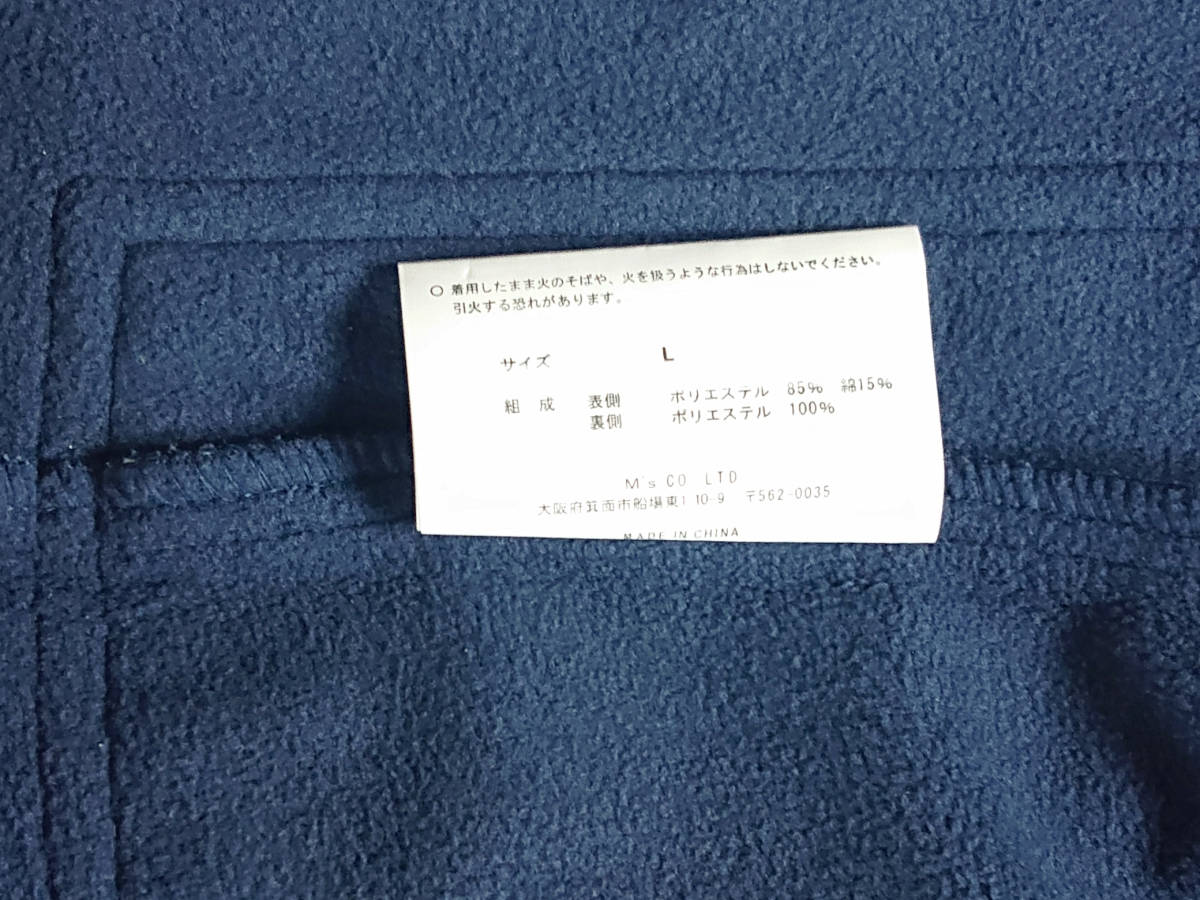 ○ 着用したまま火のそばや、火を扱うような行為はしないでください。
引火する恐れがあります。
サイズ L
組 成 表側 ポリエステル 85% 綿15%
裏側 ポリエステル 100%
M's CO LTD
大阪府箕面市船場東1 10-9 〒562-0035
MADE IN CHINA